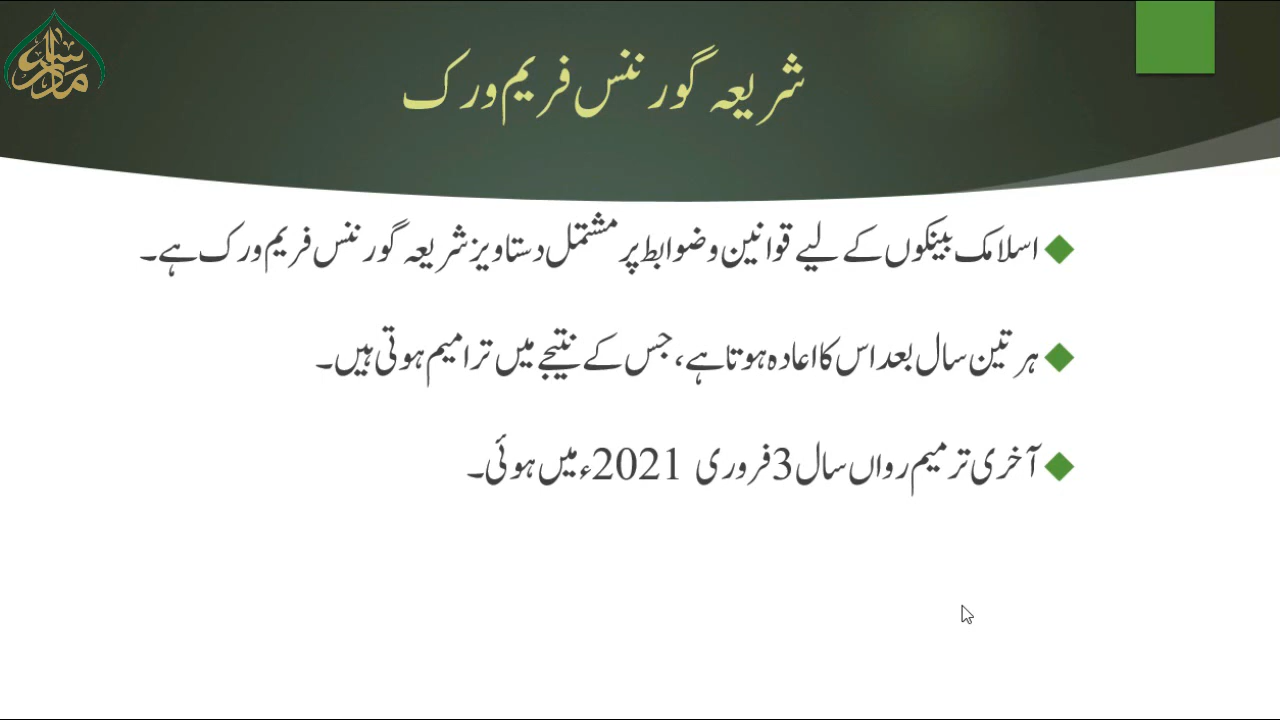 شریعہ گورننس فریم ورک
اسلامک بینکوں کے لیے قوانین وضوابط پر مشتمل دستاویز شریعہ گورننس فریم ورک ہے۔
ہر تین سال بعد اس کا اعادہ ہوتا ہے، جس کے نتیجے میں ترامیم ہوتی ہیں۔
آخری ترمیم رواں سال 3 فروری 2021ء میں ہوئی۔